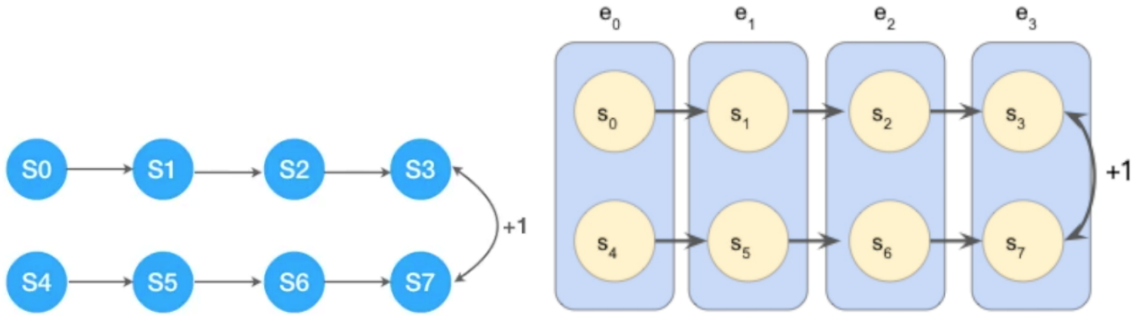 e₀ e₁ e₂ e₃
S0 S1 S2 S3
+1
S4 S5 S6 S7
s₀ s₁ s₂ s₃
+1
s₄ s₅ s₆ s₇